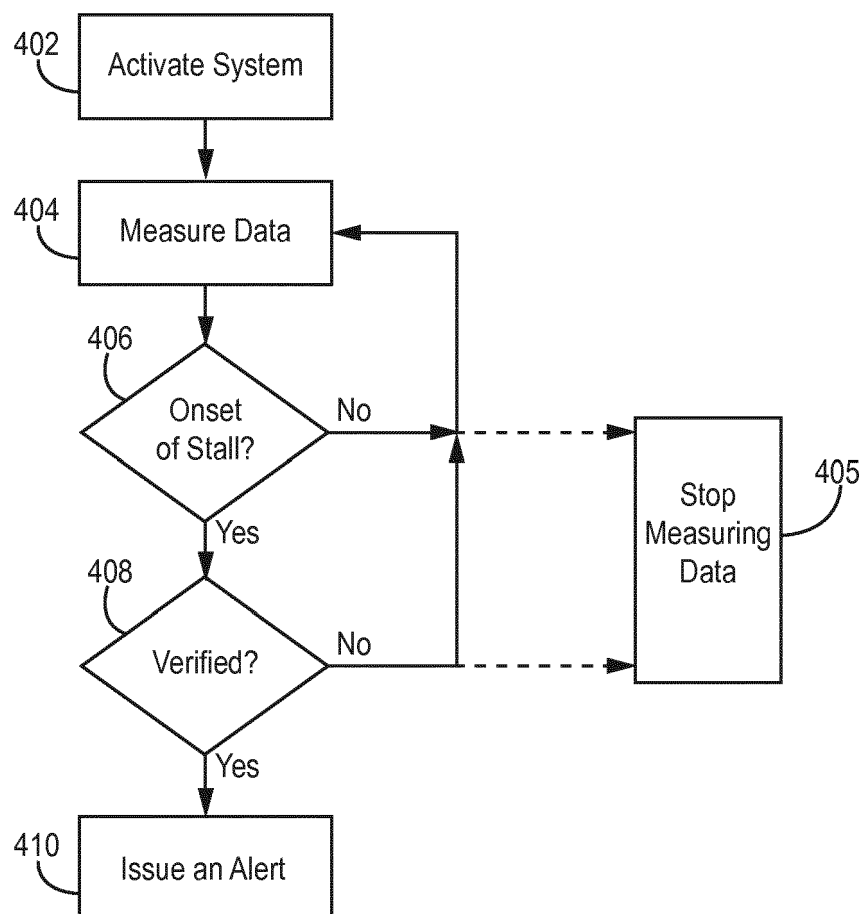 402
Activate System
404
Measure Data
406
Onset
of Stall?
No
Yes
405
Stop
Measuring
Data
408
Verified?
No
Yes
410
Issue an Alert